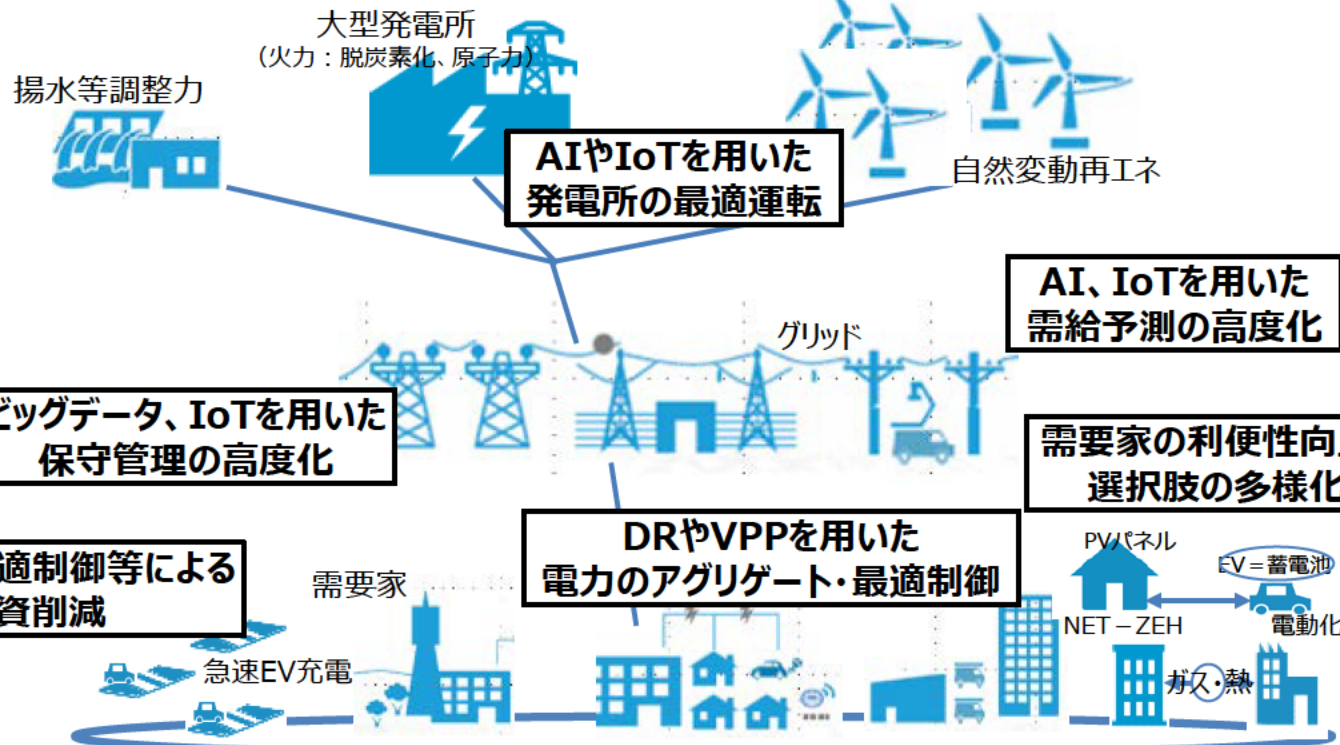 大型発電所
(火力:脱炭素化、原子力)
揚水等調整力
AIやIoTを用いた
発電所の最適運転
自然変動再エネ
AI、IoTを用いた
需給予測の高度化
グリッド
ビッグデータ、IoTを用いた
保守管理の高度化
需要家の利便性向上
選択肢の多様化
DRやVPPを用いた
電力のアグリゲート・最適制御
適制御等による
資削減
需要家
PVパネル
EV=蓄電池
NET-ZEH
電動化
急速EV充電
ガス・熱